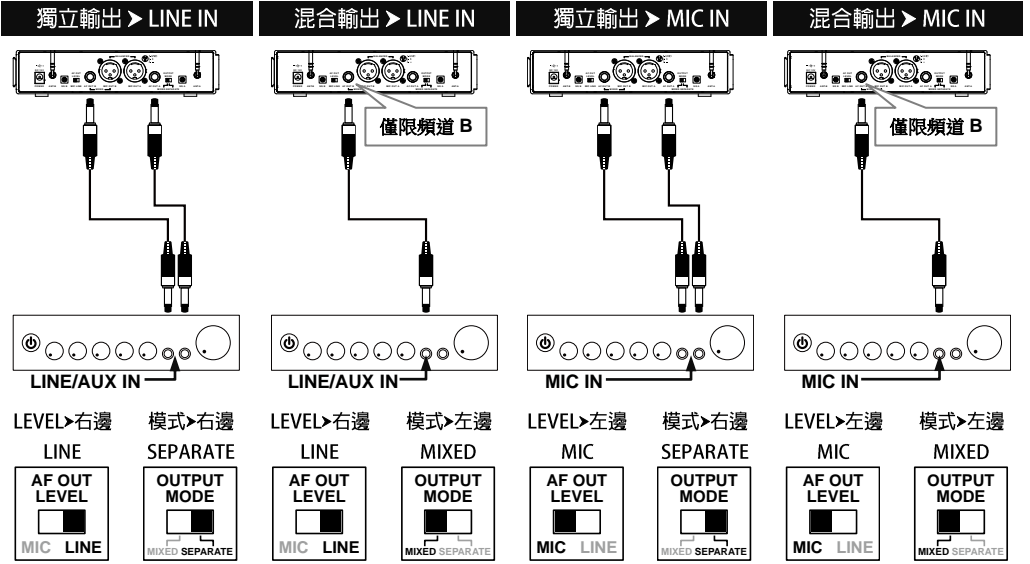 獨立輸出 ➤ LINE IN
僅限頻道 B
LINE/AUX IN
LEVEL➤右邊 模式➤右邊
LINE SEPARATE
AF OUT
LEVEL
MIC LINE
OUTPUT
MODE
MIXED SEPARATE
混合輸出 ➤ LINE IN
LINE/AUX IN
LEVEL➤右邊 模式➤左邊
LINE MIXED
AF OUT
LEVEL
MIC LINE
OUTPUT
MODE
MIXED SEPARATE
獨立輸出 ➤ MIC IN
MIC IN
LEVEL➤左邊 模式➤右邊
MIC SEPARATE
AF OUT
LEVEL
MIC LINE
OUTPUT
MODE
MIXED SEPARATE
混合輸出 ➤ MIC IN
僅限頻道 B
MIC IN
LEVEL➤左邊 模式➤左邊
MIC MIXED
AF OUT
LEVEL
MIC LINE
OUTPUT
MODE
MIXED SEPARATE